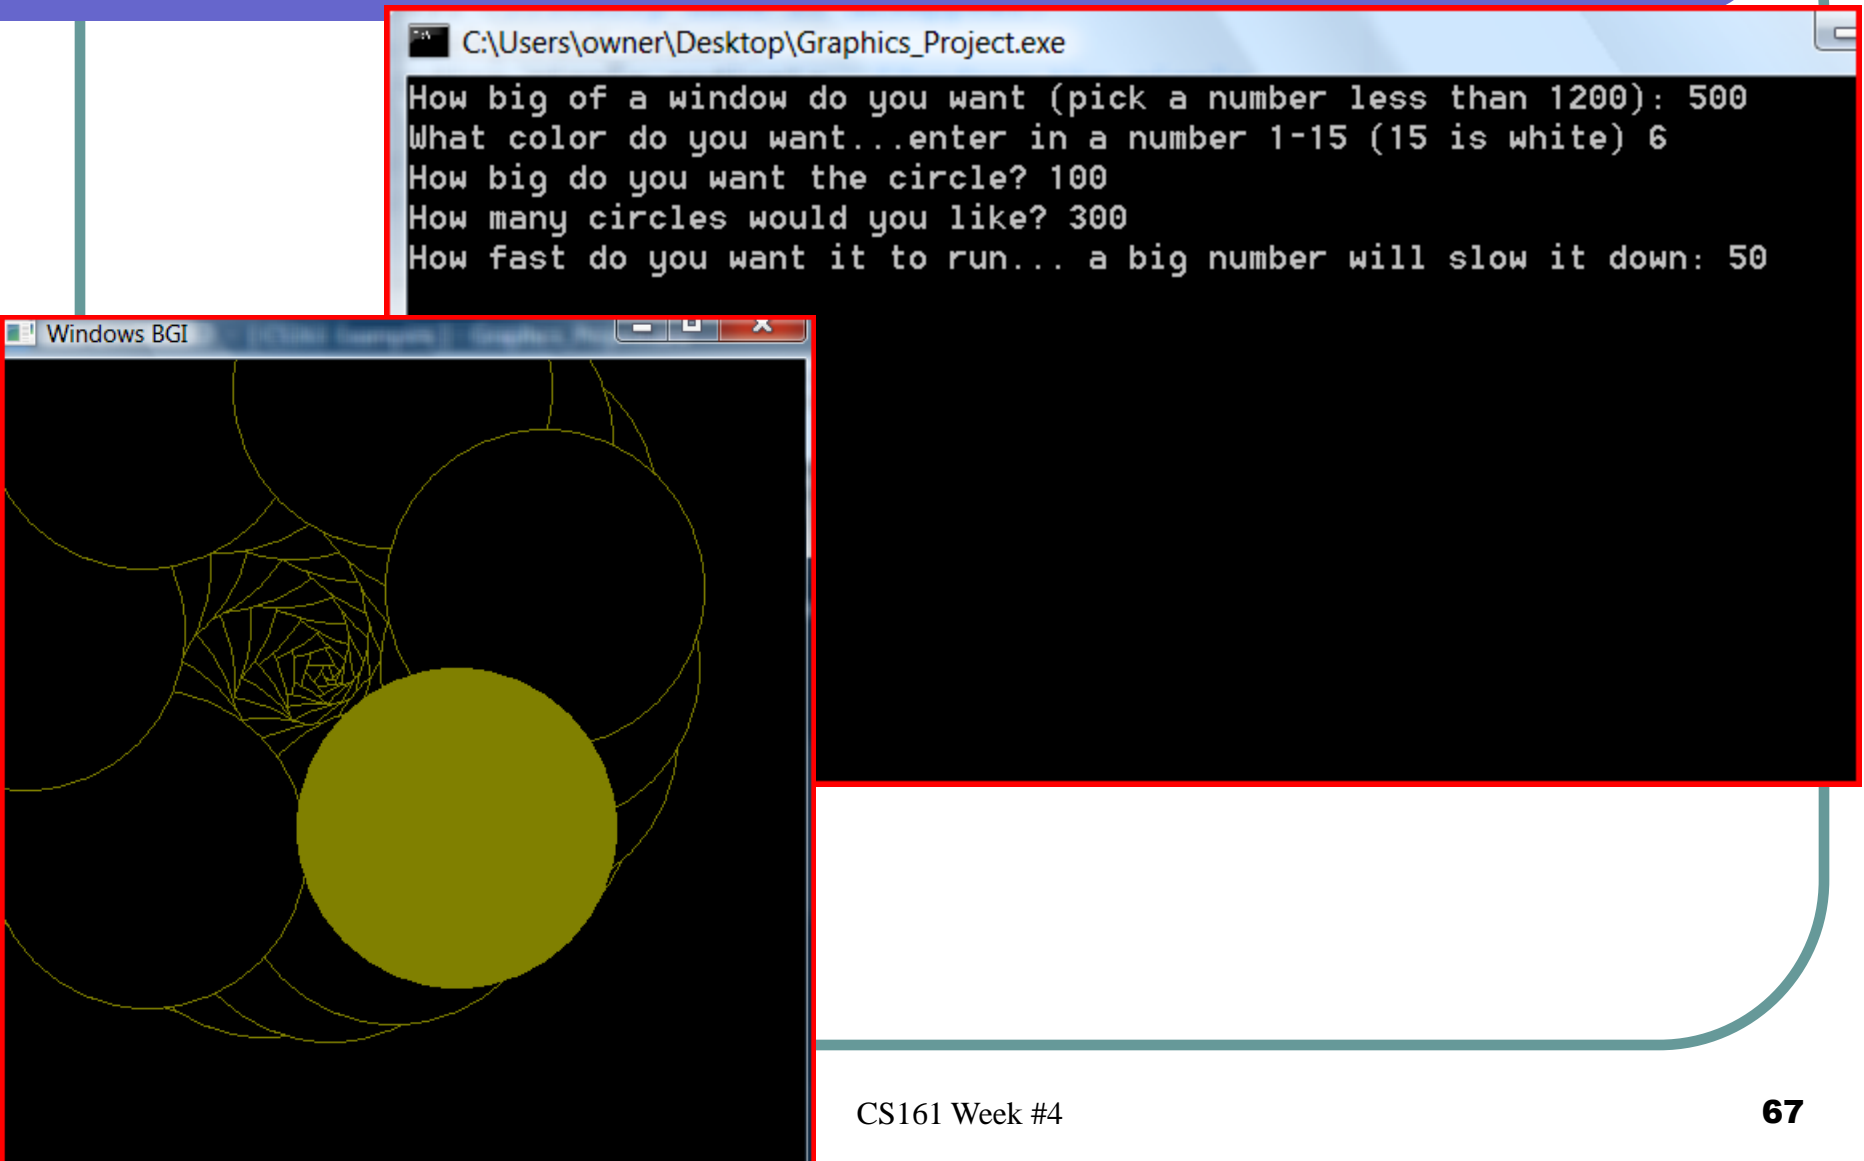 C:\Users\owner\Desktop\Graphics_Project.exe
How big of a window do you want (pick a number less than 1200): 500
What color do you want...enter in a number 1-15 (15 is white) 6
How big do you want the circle? 100
How many circles would you like? 300
How fast do you want it to run... a big number will slow it down: 50
Windows BGI
CS161 Week #4
67